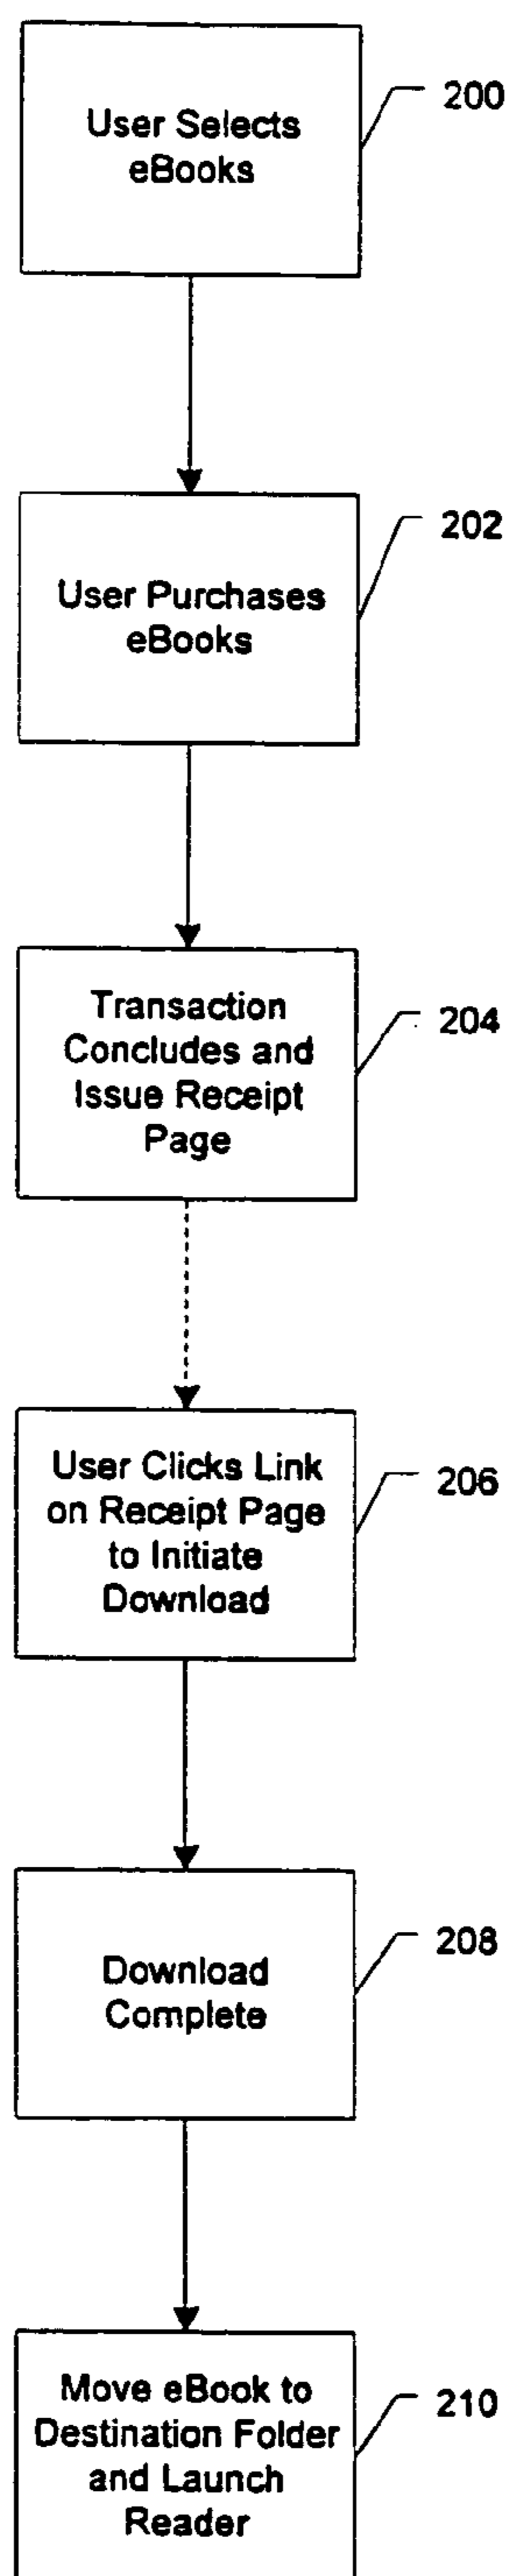 User Selects
eBooks
200
User Purchases
eBooks
202
Transaction
Concludes and
Issue Receipt
Page
204
User Clicks Link
on Receipt Page
to Initiate
Download
206
Download
Complete
208
Move eBook to
Destination Folder
and Launch
Reader
210